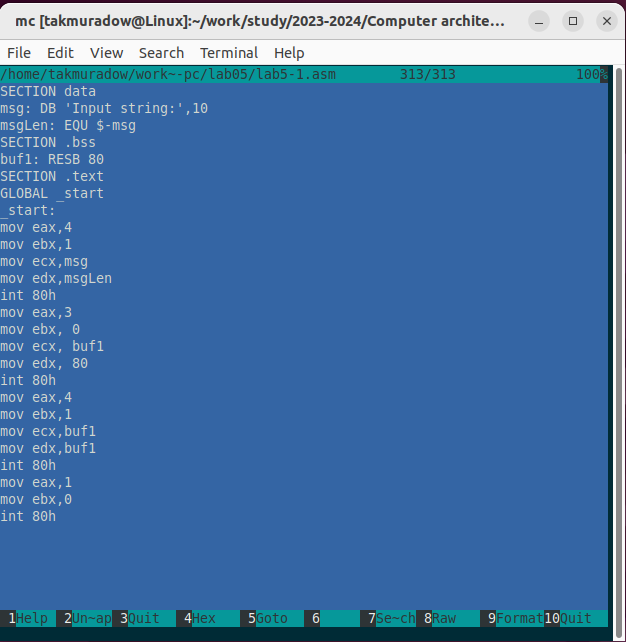 mc [takmuradow@Linux]:~/work/study/2023-2024/Computer archite...
File Edit View Search Terminal Help
/home/takmuradow/work~-pc/lab05/lab5-1.asm 313/313 100%
SECTION data
msg: DB 'Input string:',10
msgLen: EQU $-msg
SECTION .bss
buf1: RESB 80
SECTION .text
GLOBAL _start
_start:
mov eax,4
mov ebx,1
mov ecx,msg
mov edx,msgLen
int 80h
mov eax,3
mov ebx, 0
mov ecx, buf1
mov edx, 80
int 80h
mov eax,4
mov ebx,1
mov ecx,buf1
mov edx,buf1
int 80h
mov eax,1
mov ebx,0
int 80h
1Help 2Un~ap 3Quit 4Hex 5Goto 6 7Se~ch 8Raw 9Format 10Quit